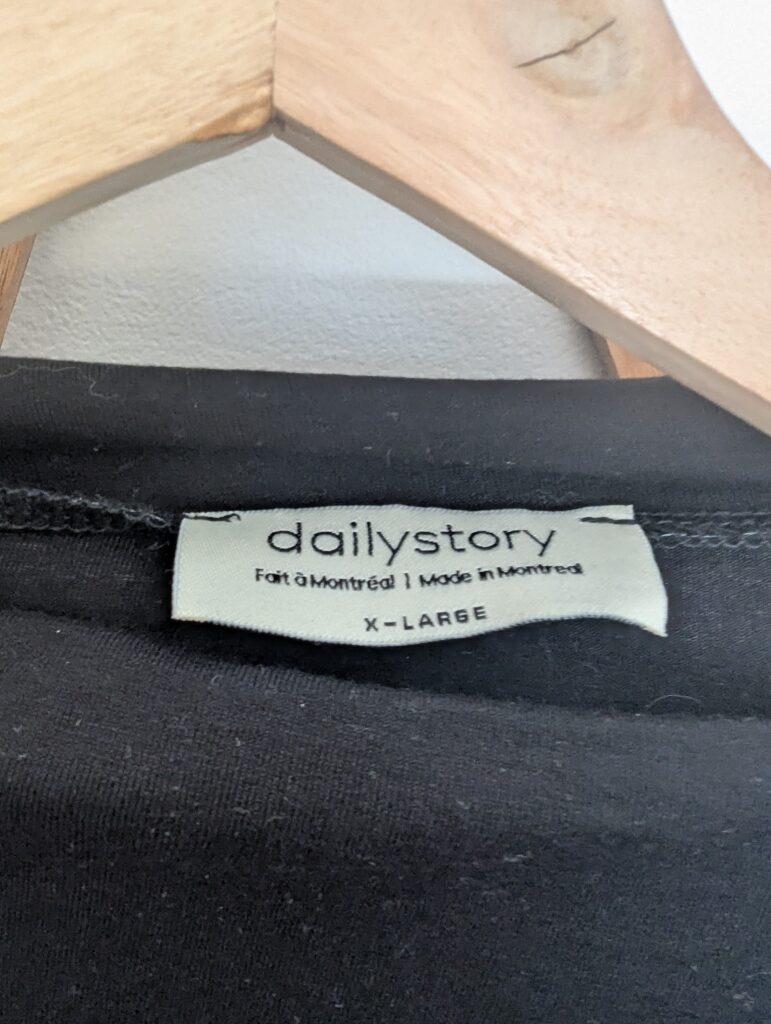 dailystory
Fait à Montréal | Made in Montreal
X-LARGE